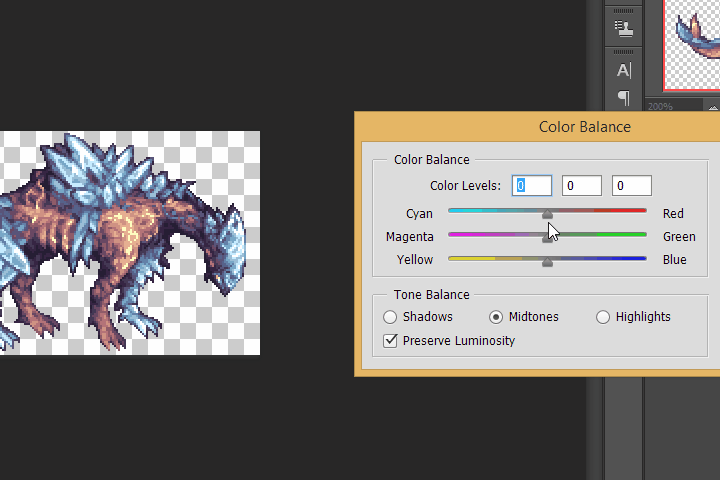 A|
¶
200%
Color Balance
Color Balance
Color Levels: 0 0 0
Cyan Red
Magenta Green
Yellow Blue
Tone Balance
Shadows Midtones Highlights
Preserve Luminosity